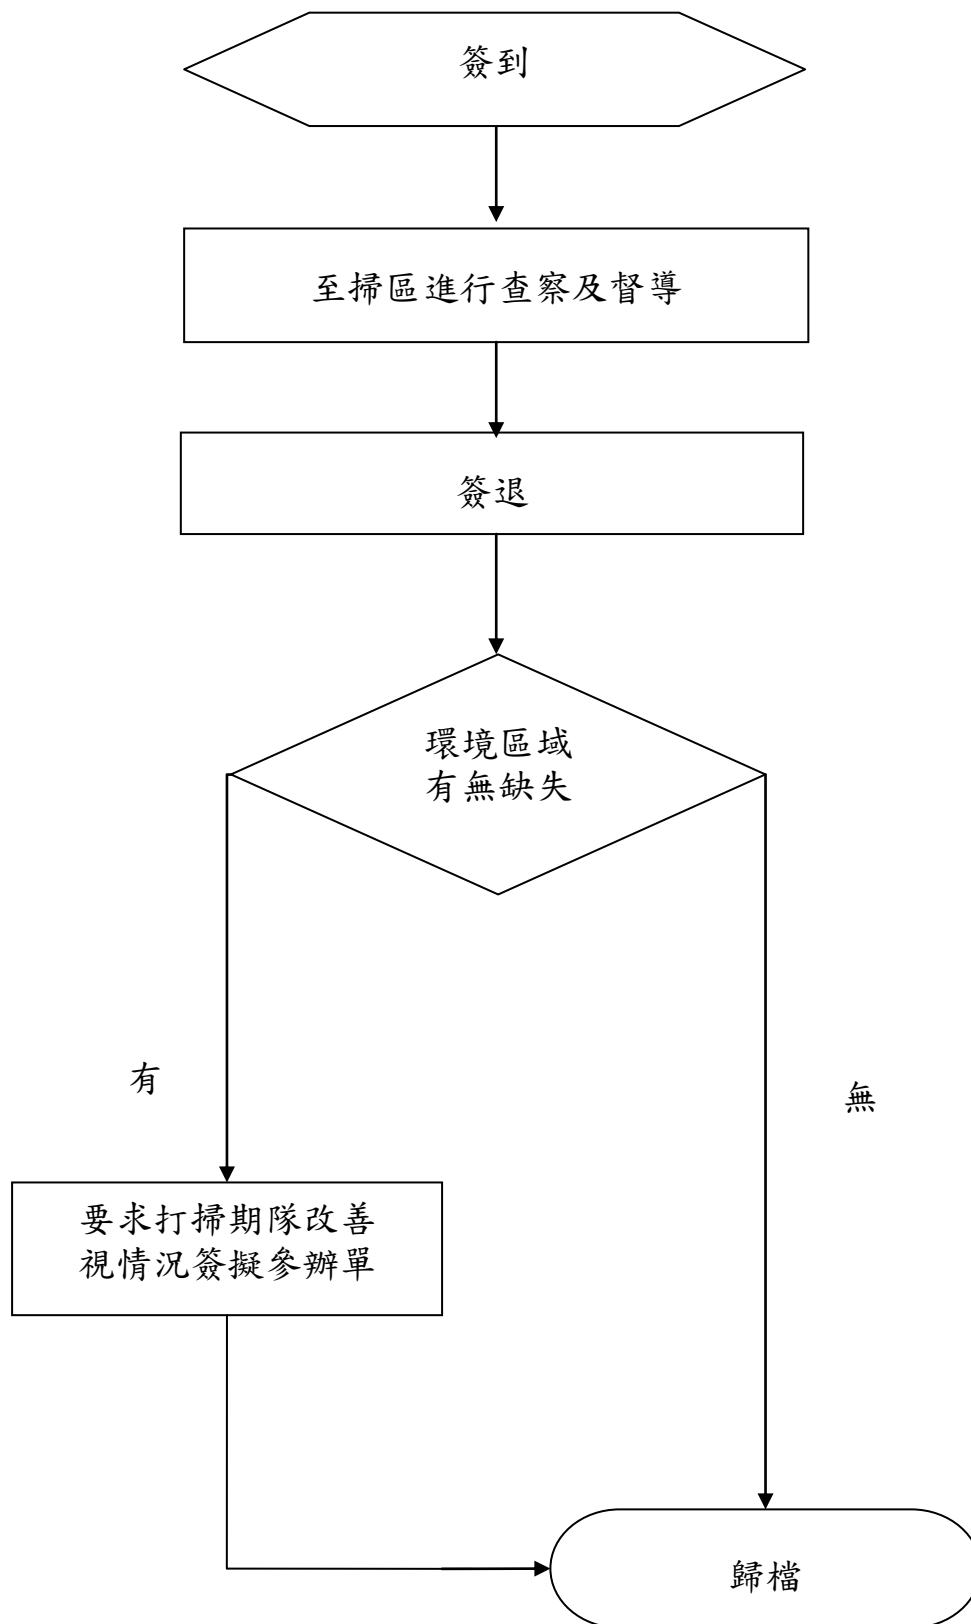 簽到
至掃區進行查察及督導
簽退
環境區域
有無缺失
有
無
要求打掃期隊改善
視情況簽擬參辦單
歸檔